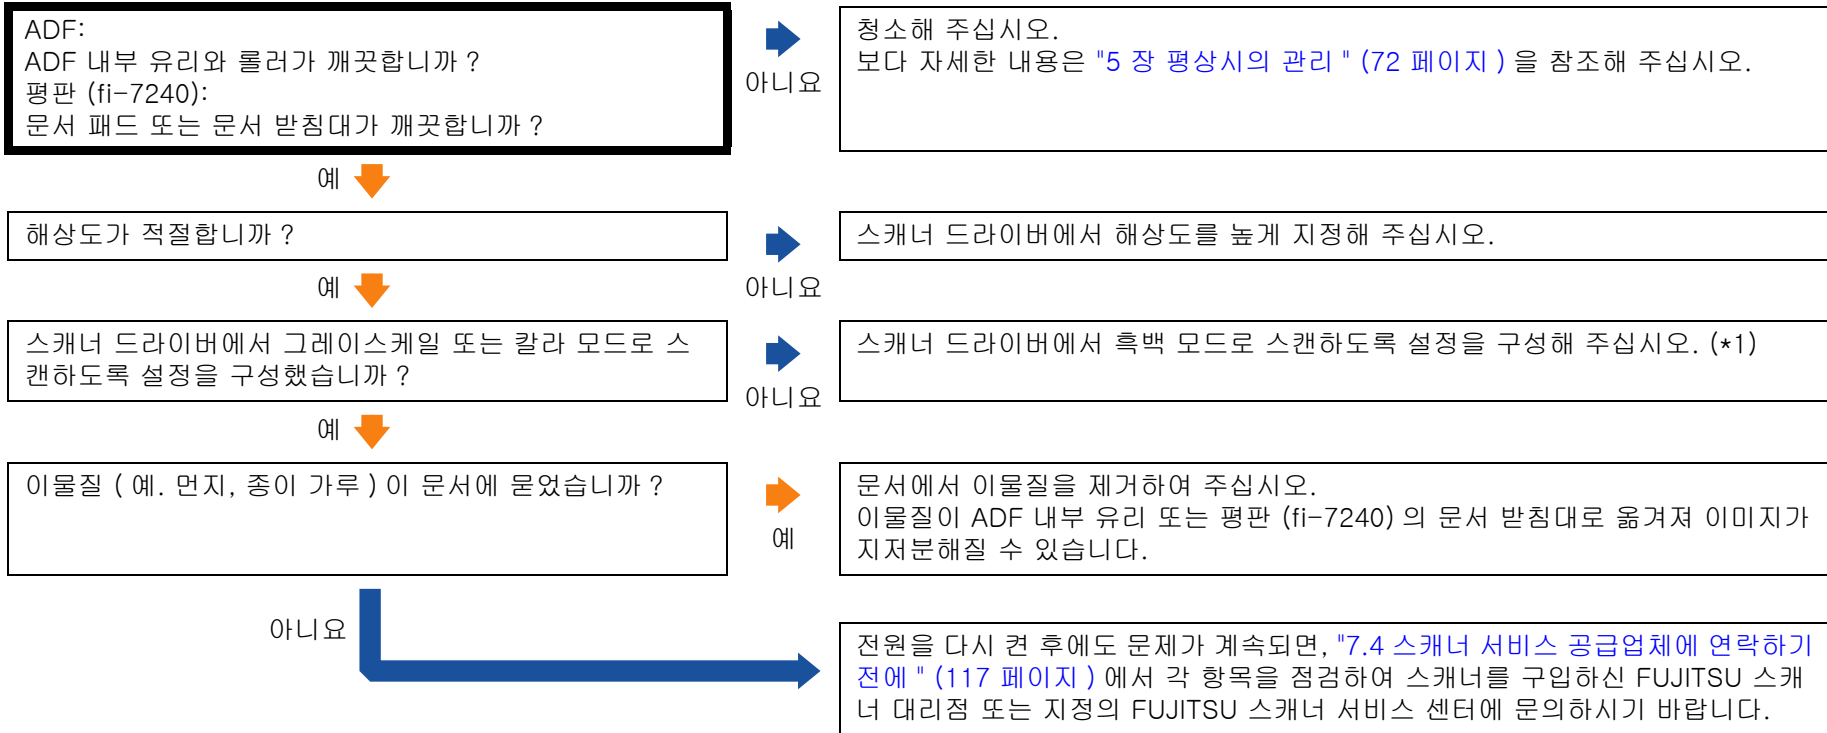 ADF:
ADF 내부 유리와 롤러가 깨끗합니까 ?
평판 (fi-7240):
문서 패드 또는 문서 받침대가 깨끗합니까 ?
아니요
청소해 주십시오.
보다 자세한 내용은 "5 장 평상시의 관리 " (72 페이지 ) 을 참조해 주십시오.
예
해상도가 적절합니까 ?
아니요
스캐너 드라이버에서 해상도를 높게 지정해 주십시오.
예
스캐너 드라이버에서 그레이스케일 또는 칼라 모드로 스
캔하도록 설정을 구성했습니까 ?
아니요
스캐너 드라이버에서 흑백 모드로 스캔하도록 설정을 구성해 주십시오. (*1)
예
이물질 ( 예. 먼지, 종이 가루 ) 이 문서에 묻었습니까 ?
예
문서에서 이물질을 제거하여 주십시오.
이물질이 ADF 내부 유리 또는 평판 (fi-7240) 의 문서 받침대로 옮겨져 이미지가
지저분해질 수 있습니다.
아니요
전원을 다시 켠 후에도 문제가 계속되면, "7.4 스캐너 서비스 공급업체에 연락하기
전에 " (117 페이지 ) 에서 각 항목을 점검하여 스캐너를 구입하신 FUJITSU 스캐
너 대리점 또는 지정의 FUJITSU 스캐너 서비스 센터에 문의하시기 바랍니다.